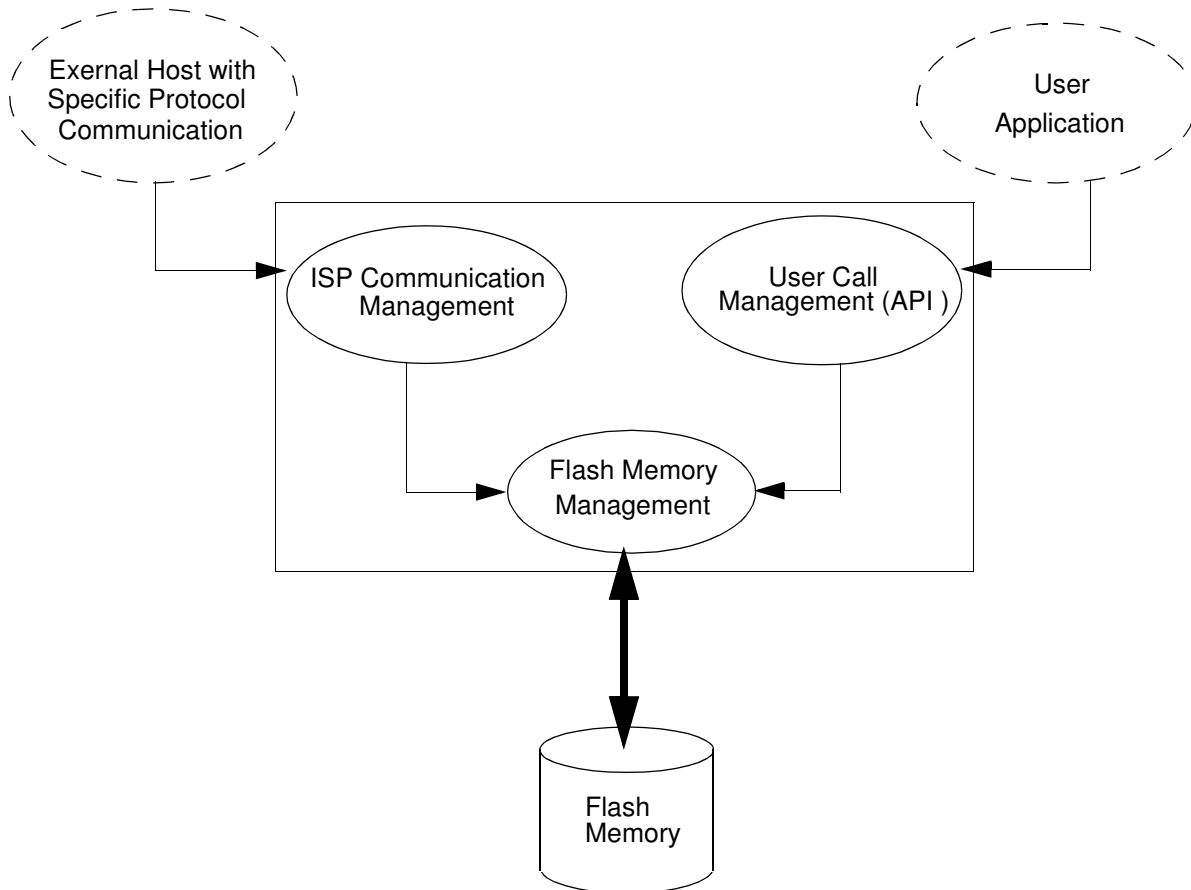 Exernal Host with
Specific Protocol
Communication
User
Application
ISP Communication
Management
User Call
Management (API )
Flash Memory
Management
Flash
Memory